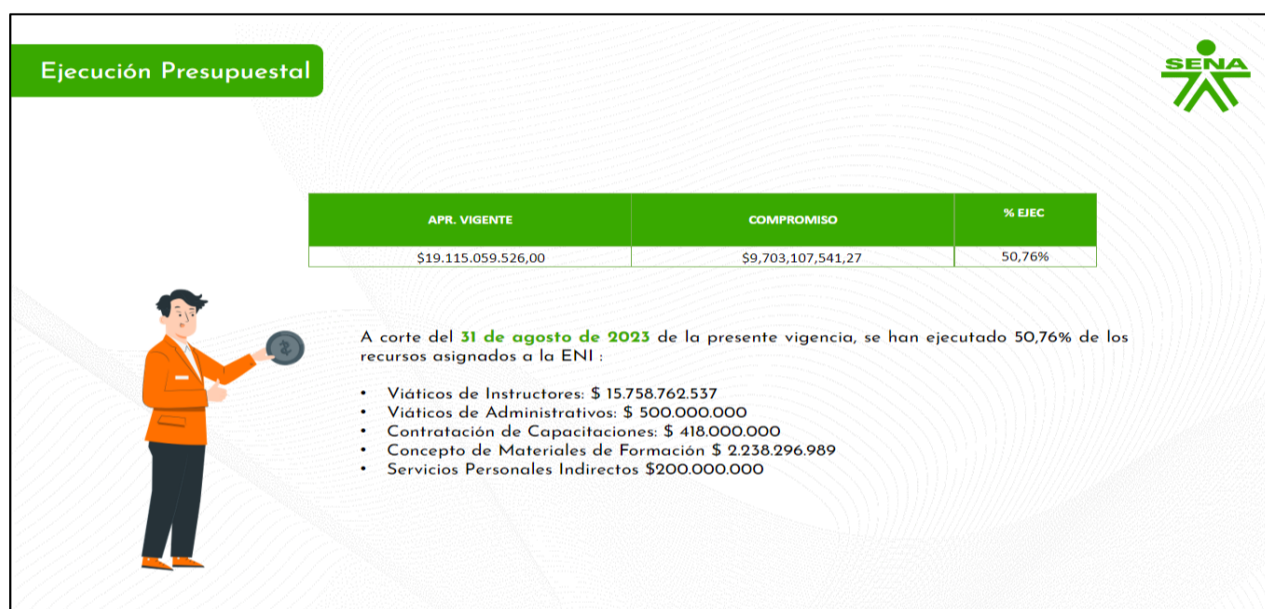 Ejecución Presupuestal
SENA
APR. VIGENTE COMPROMISO % EJEC
$19.115.059.526,00 $9,703,107,541,27 50,76%
A corte del 31 de agosto de 2023 de la presente vigencia, se han ejecutado 50,76% de los
recursos asignados a la ENI :
• Viáticos de Instructores: $ 15.758.762.537
• Viáticos de Administrativos: $ 500.000.000
• Contratación de Capacitaciones: $ 418.000.000
• Concepto de Materiales de Formación $ 2.238.296.989
• Servicios Personales Indirectos $200.000.000